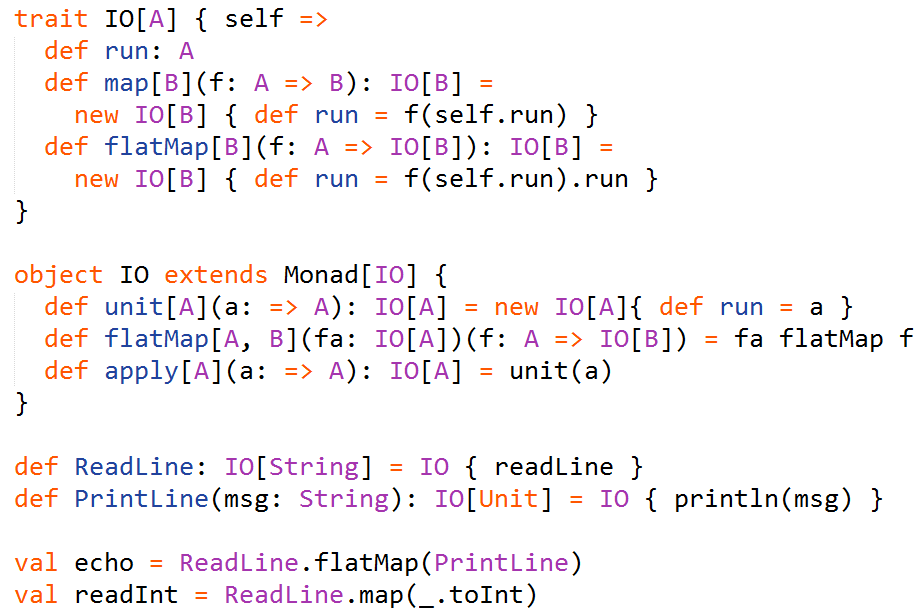 trait IO[A] { self =>
  def run: A
  def map[B](f: A => B): IO[B] =
    new IO[B] { def run = f(self.run) }
  def flatMap[B](f: A => IO[B]): IO[B] =
    new IO[B] { def run = f(self.run).run }
}

object IO extends Monad[IO] {
  def unit[A](a: => A): IO[A] = new IO[A]{ def run = a }
  def flatMap[A, B](fa: IO[A])(f: A => IO[B]) = fa flatMap f
  def apply[A](a: => A): IO[A] = unit(a)
}

def ReadLine: IO[String] = IO { readLine }
def PrintLine(msg: String): IO[Unit] = IO { println(msg) }

val echo = ReadLine.flatMap(PrintLine)
val readInt = ReadLine.map(_.toInt)